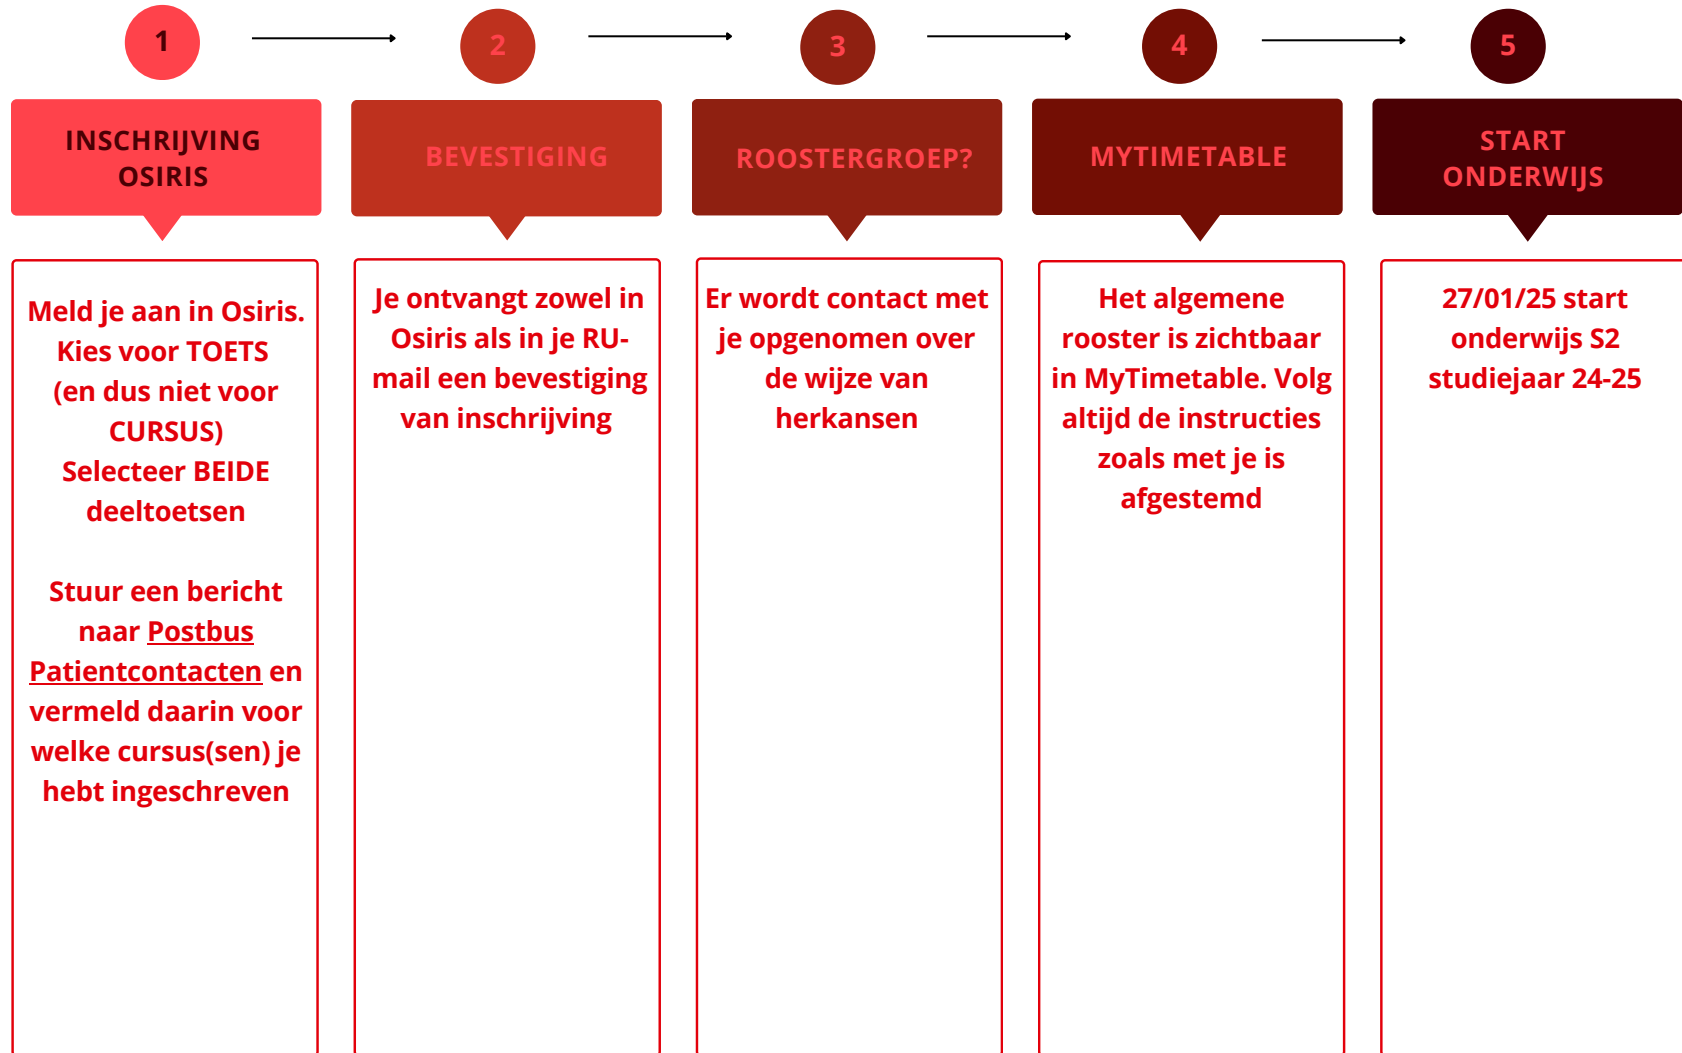 1
2
3
4
5
INSCHRIJVING
OSIRIS
BEVESTIGING
ROOSTERGROEP?
MYTIMETABLE
START
ONDERWIJS
Meld je aan in Osiris.
Kies voor TOETS
(en dus niet voor
CURSUS)
Selecteer BEIDE
deeltoetsen
Stuur een bericht
naar Postbus
Patientcontacten en
vermeld daarin voor
welke cursus(sen) je
hebt ingeschreven
Je ontvangt zowel in
Osiris als in je RU-
mail een bevestiging
van inschrijving
Er wordt contact met
je opgenomen over
de wijze van
herkansen
Het algemene
rooster is zichtbaar
in MyTimetable. Volg
altijd de instructies
zoals met je is
afgestemd
27/01/25 start
onderwijs S2
studiejaar 24-25